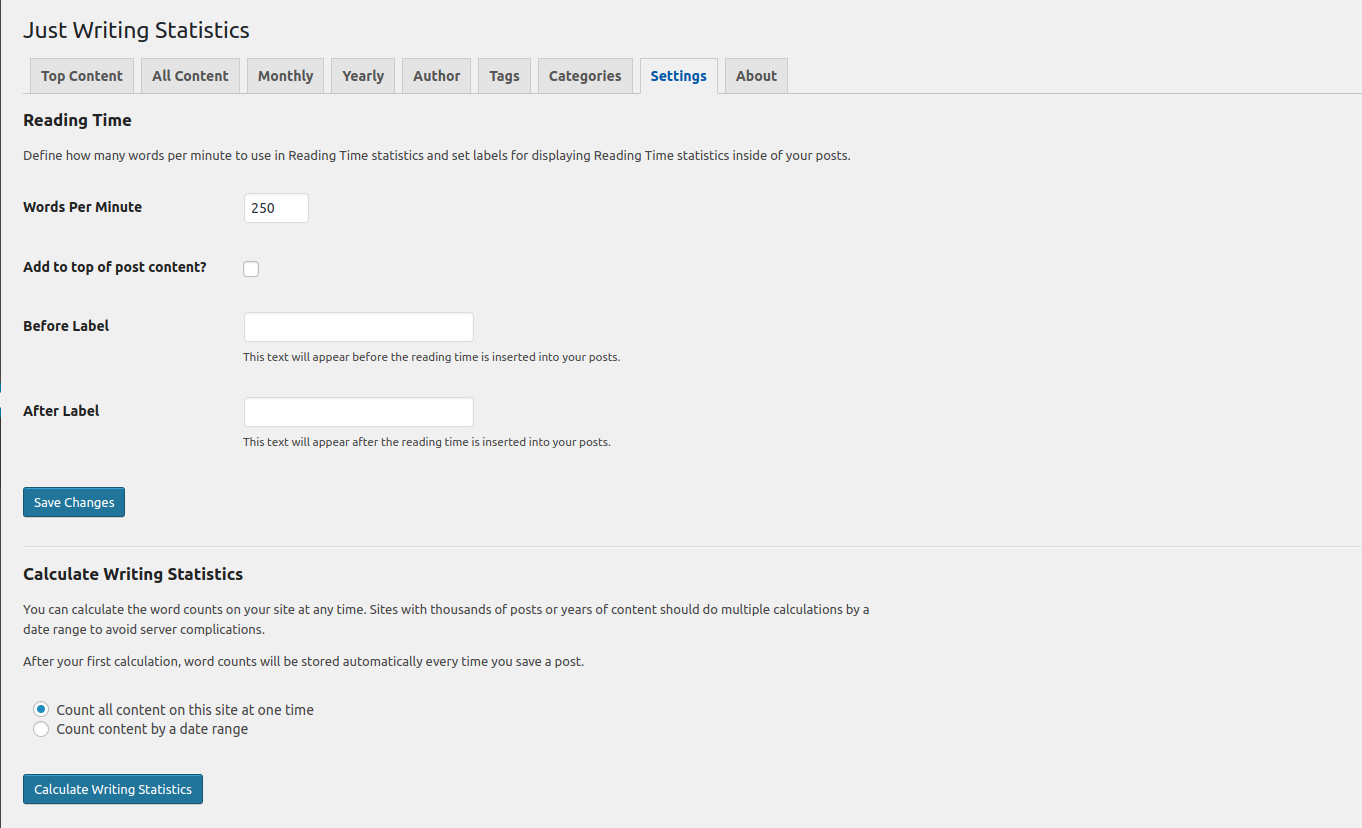 Just Writing Statistics
Top Content All Content Monthly Yearly Author Tags Categories Settings About
Reading Time
Define how many words per minute to use in Reading Time statistics and set labels for displaying Reading Time statistics inside of your posts.
Words Per Minute 250
Add to top of post content?
Before Label
This text will appear before the reading time is inserted into your posts.
After Label
This text will appear after the reading time is inserted into your posts.
Save Changes
Calculate Writing Statistics
You can calculate the word counts on your site at any time. Sites with thousands of posts or years of content should do multiple calculations by a
date range to avoid server complications.
After your first calculation, word counts will be stored automatically every time you save a post.
Count all content on this site at one time
Count content by a date range
Calculate Writing Statistics